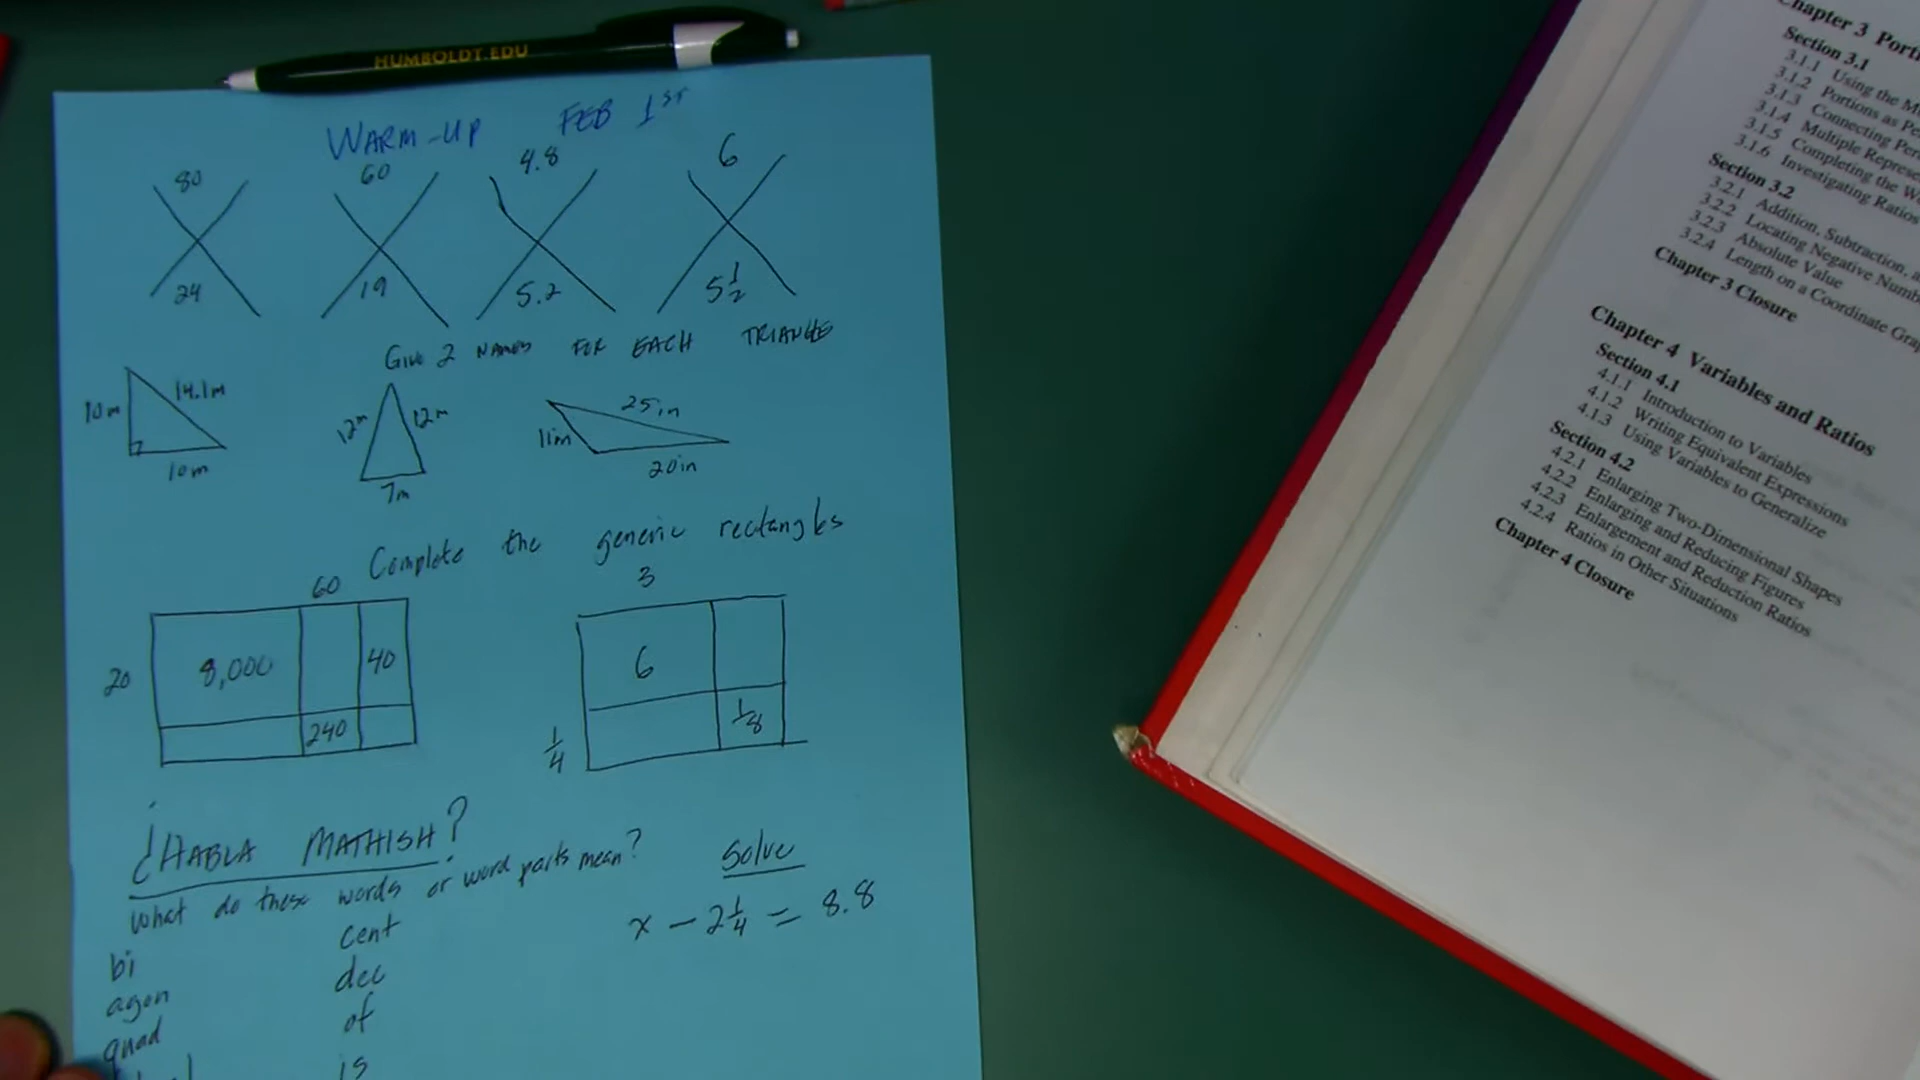 HUMBOLDT.EDU
WARM-UP FEB 1ST
80 60 4.8 6
24 19 5.2 5 1/2
GIVE 2 NAMES FOR EACH TRIANGLE
10m 14.1m 10m
12m 12m 7m
25in 11in 20in
Complete the generic rectangles
60
20 8,000 40
240
3
6
1/4 1/8
¿HABLA MATHISH?
What do these words or word parts mean?
bi
agon
quad
cent
dec
of
is
Solve
x - 2 1/4 = 8.8
Chapter 3
Section 3.1
3.1.1 Using the
3.1.2 Portions as
3.1.3 Connecting
3.1.4 Multiple
3.1.5 Completing the
3.1.6 Investigating Ratios
Section 3.2
3.2.1 Addition, Subtraction,
3.2.2 Locating Negative
3.2.3 Absolute Value
3.2.4 Length on a Coordinate
Chapter 3 Closure
Chapter 4 Variables and Ratios
Section 4.1
4.1.1 Introduction to Variables
4.1.2 Writing Equivalent Expressions
4.1.3 Using Variables to Generalize
Section 4.2
4.2.1 Enlarging Two-Dimensional Shapes
4.2.2 Enlarging and Reducing Figures
4.2.3 Enlargement and Reduction Ratios
4.2.4 Ratios in Other Situations
Chapter 4 Closure